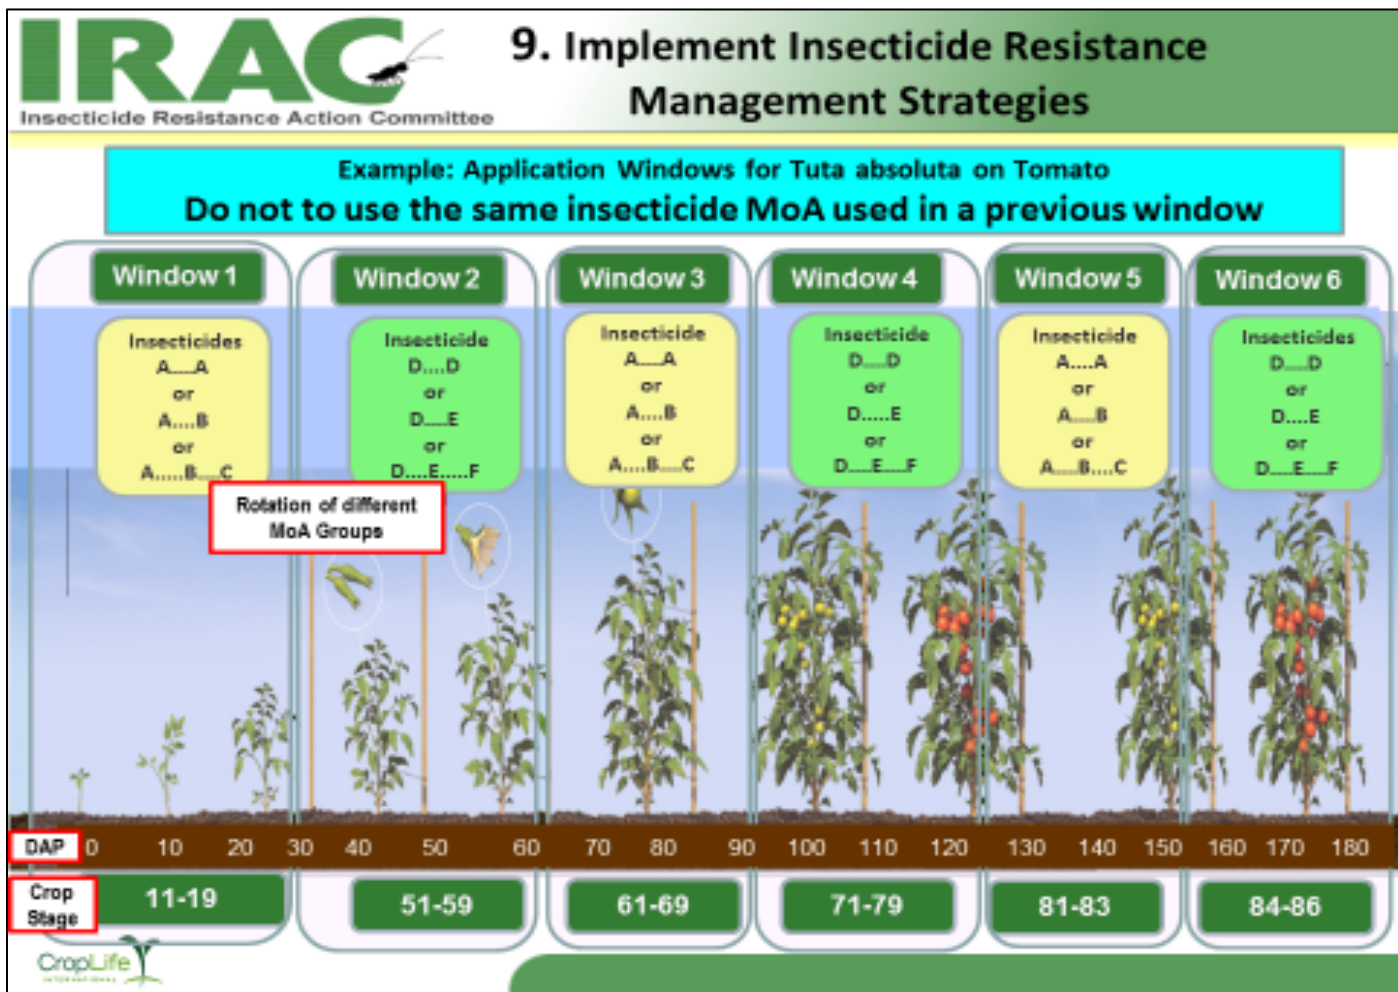 IRAC
Insecticide Resistance Action Committee
9. Implement Insecticide Resistance
Management Strategies
Example: Application Windows for Tuta absoluta on Tomato
Do not to use the same insecticide MoA used in a previous window
Window 1
Insecticides
A....A
or
A....B
or
A.....B....C
Window 2
Insecticide
D....D
or
D....E
or
D....E.....F
Window 3
Insecticide
A....A
or
A....B
or
A....B....C
Window 4
Insecticide
D....D
or
D.....E
or
D....E....F
Window 5
Insecticide
A....A
or
A....B
or
A....B....C
Window 6
Insecticides
D....D
or
D....E
or
D....E....F
Rotation of different
MoA Groups
DAP 0 10 20 30 40 50 60 70 80 90 100 110 120 130 140 150 160 170 180
Crop
Stage
11-19 51-59 61-69 71-79 81-83 84-86
CropLife
INTERNATIONAL